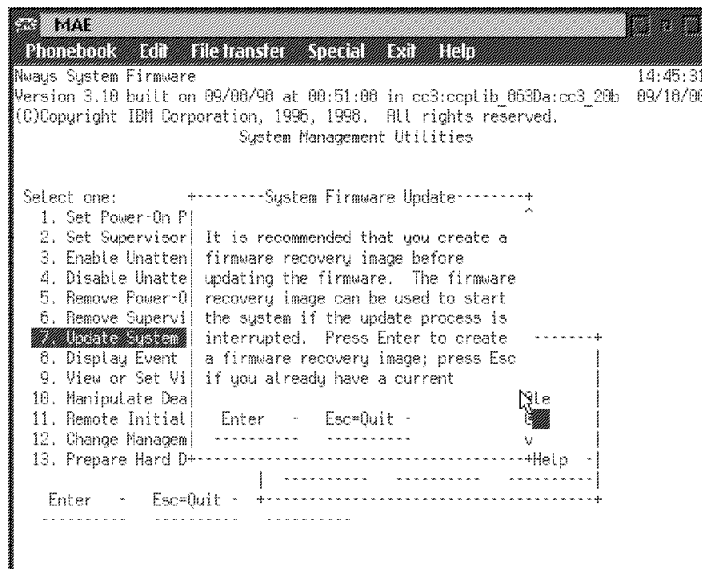 MAE
Phonebook Edit File transfer Special Exit Help
Nways System Firmware 14:45:31
Version 3.10 built on 09/08/98 at 00:51:08 in cc3:ccplib_863Da:cc3_20b 09/18/00
(C)Copyright IBM Corporation, 1996, 1998. All rights reserved.
System Management Utilities
Select one: +--------System Firmware Update--------+
1. Set Power-On P| ^
2. Set Supervisor| It is recommended that you create a
3. Enable Unatten| firmware recovery image before
4. Disable Unatte| updating the firmware. The firmware
5. Remove Power-O| recovery image can be used to start
6. Remove Supervi| the system if the update process is
7. Update System | interrupted. Press Enter to create -------+
8. Display Event | a firmware recovery image; press Esc |
9. View or Set Vi| if you already have a current |
10. Manipulate Dea| le |
11. Remote Initial| Enter - Esc=Quit - |
12. Change Managem| ---------- ---------- v |
13. Prepare Hard D+---------------------------------------+Help -|
| ---------- ---------- ---------- |
Enter - Esc=Quit - +---------------------------------------+
---------- ---------- ----------